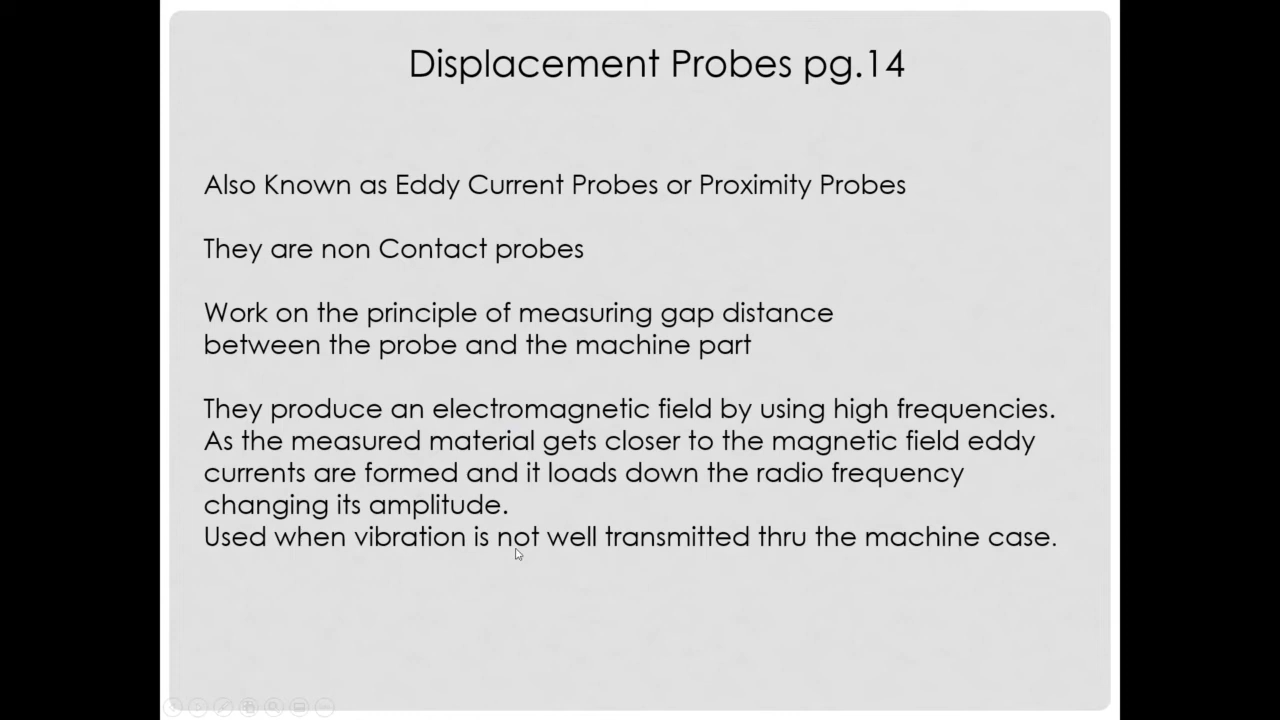 Displacement Probes pg.14
Also Known as Eddy Current Probes or Proximity Probes
They are non Contact probes
Work on the principle of measuring gap distance
between the probe and the machine part
They produce an electromagnetic field by using high frequencies.
As the measured material gets closer to the magnetic field eddy
currents are formed and it loads down the radio frequency
changing its amplitude.
Used when vibration is not well transmitted thru the machine case.